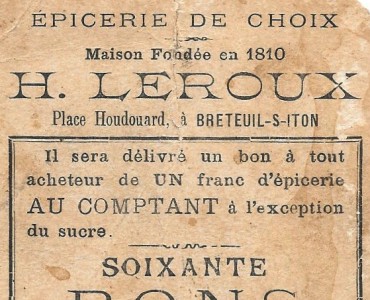 ÉPICERIE DE CHOIX
Maison Fondée en 1810
H. LEROUX
Place Houdouard, à BRETEUIL-S-ITON
Il sera délivré un bon à tout
acheteur de UN franc d'épicerie
AU COMPTANT à l'exception
du sucre.
SOIXANTE
BONS